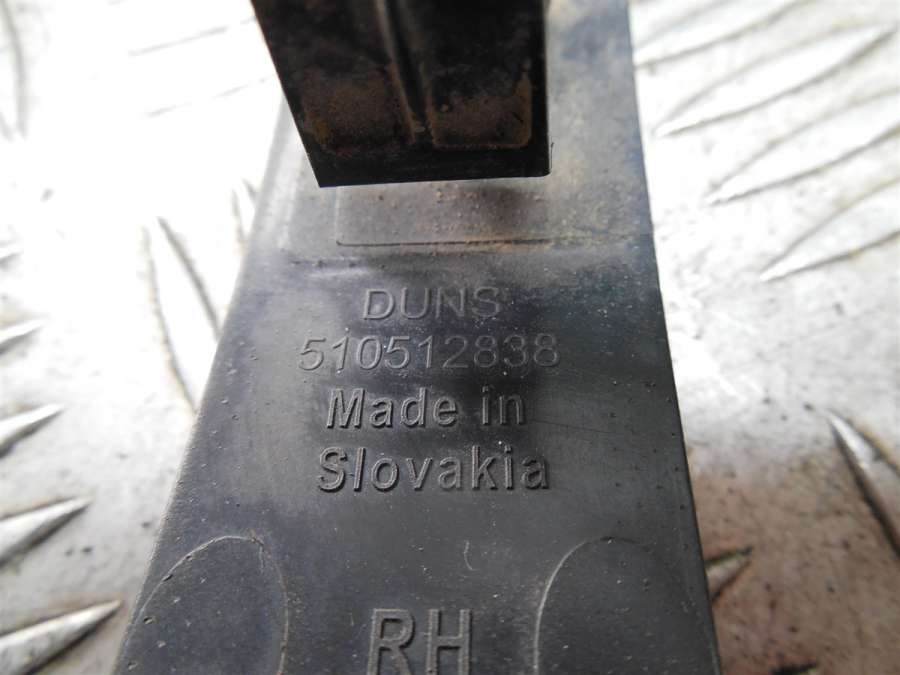 DUNS
510512838
Made in
Slovakia
RH